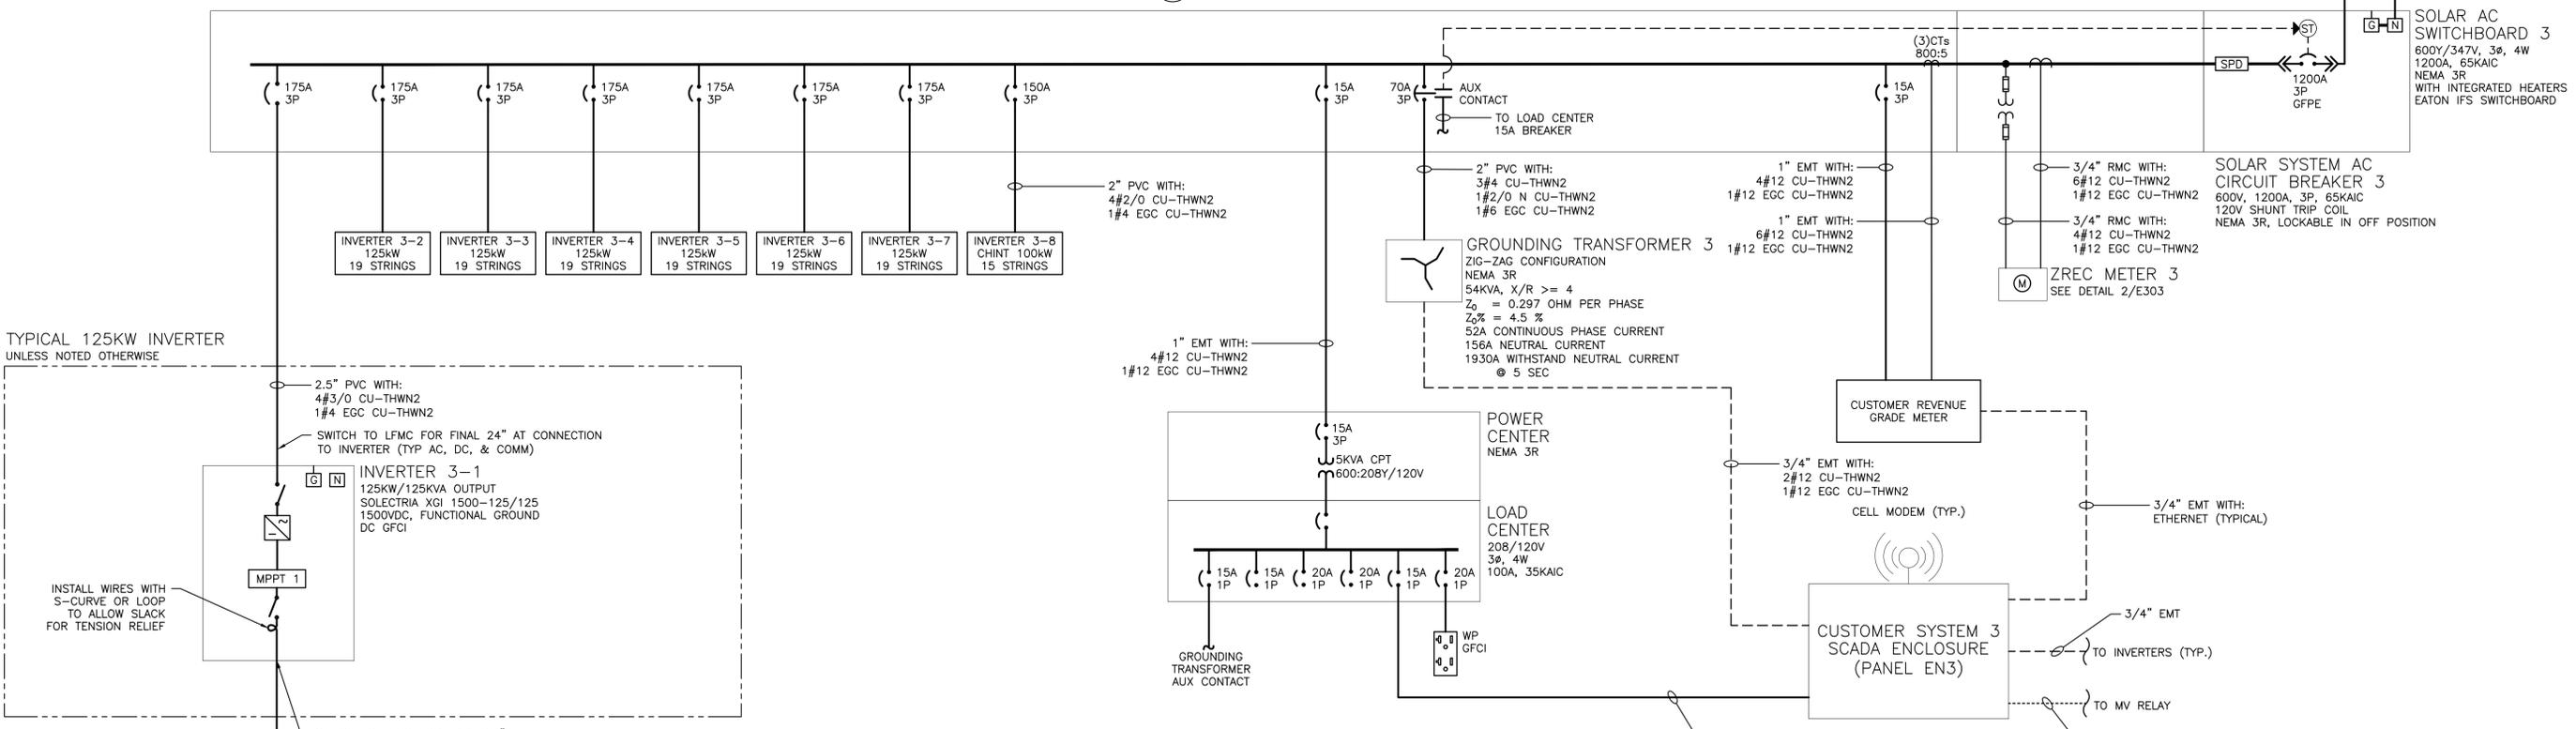 ST
G
N
SOLAR AC
SWITCHBOARD 3
600Y/347V, 3ø, 4W
1200A, 65KAIC
NEMA 3R
WITH INTEGRATED HEATERS
EATON IFS SWITCHBOARD
(3)CTs
800:5
SPD
1200A
3P
GFPE
175A
3P
175A
3P
175A
3P
175A
3P
175A
3P
175A
3P
175A
3P
150A
3P
15A
3P
70A
3P
AUX
CONTACT
TO LOAD CENTER
15A BREAKER
15A
3P
2" PVC WITH:
4#2/0 CU-THWN2
1#4 EGC CU-THWN2
2" PVC WITH:
3#4 CU-THWN2
1#2/0 N CU-THWN2
1#6 EGC CU-THWN2
1" EMT WITH:
4#12 CU-THWN2
1#12 EGC CU-THWN2
1" EMT WITH:
6#12 CU-THWN2
1#12 EGC CU-THWN2
3/4" RMC WITH:
6#12 CU-THWN2
1#12 EGC CU-THWN2
3/4" RMC WITH:
4#12 CU-THWN2
1#12 EGC CU-THWN2
SOLAR SYSTEM AC
CIRCUIT BREAKER 3
600V, 1200A, 3P, 65KAIC
120V SHUNT TRIP COIL
NEMA 3R, LOCKABLE IN OFF POSITION
INVERTER 3-2
125kW
19 STRINGS
INVERTER 3-3
125kW
19 STRINGS
INVERTER 3-4
125kW
19 STRINGS
INVERTER 3-5
125kW
19 STRINGS
INVERTER 3-6
125kW
19 STRINGS
INVERTER 3-7
125kW
19 STRINGS
INVERTER 3-8
CHINT 100kW
15 STRINGS
GROUNDING TRANSFORMER 3
ZIG-ZAG CONFIGURATION
NEMA 3R
54KVA, X/R >= 4
Z₀ = 0.297 OHM PER PHASE
Z₀% = 4.5 %
52A CONTINUOUS PHASE CURRENT
156A NEUTRAL CURRENT
1930A WITHSTAND NEUTRAL CURRENT
@ 5 SEC
M
ZREC METER 3
SEE DETAIL 2/E303
TYPICAL 125KW INVERTER
UNLESS NOTED OTHERWISE
1" EMT WITH:
4#12 CU-THWN2
1#12 EGC CU-THWN2
2.5" PVC WITH:
4#3/0 CU-THWN2
1#4 EGC CU-THWN2
SWITCH TO LFMC FOR FINAL 24" AT CONNECTION
TO INVERTER (TYP AC, DC, & COMM)
CUSTOMER REVENUE
GRADE METER
POWER
CENTER
NEMA 3R
15A
3P
5KVA CPT
600:208Y/120V
G
N
INVERTER 3-1
125KW/125KVA OUTPUT
SOLECTRIA XGI 1500-125/125
1500VDC, FUNCTIONAL GROUND
DC GFCI
3/4" EMT WITH:
2#12 CU-THWN2
1#12 EGC CU-THWN2
CELL MODEM (TYP.)
3/4" EMT WITH:
ETHERNET (TYPICAL)
LOAD
CENTER
208/120V
3ø, 4W
100A, 35KAIC
15A
1P
15A
1P
20A
1P
20A
1P
15A
1P
20A
1P
MPPT 1
INSTALL WIRES WITH
S-CURVE OR LOOP
TO ALLOW SLACK
FOR TENSION RELIEF
WP
GFCI
GROUNDING
TRANSFORMER
AUX CONTACT
CUSTOMER SYSTEM 3
SCADA ENCLOSURE
(PANEL EN3)
3/4" EMT
TO INVERTERS (TYP.)
TO MV RELAY